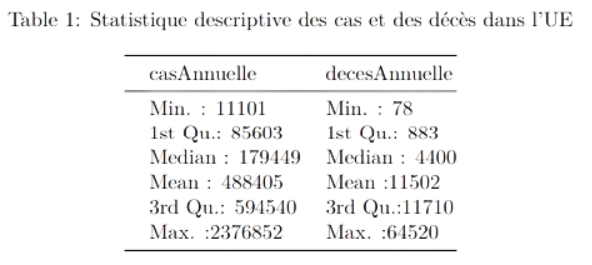 Table 1: Statistique descriptive des cas et des décès dans l'UE
casAnnuelle decesAnnuelle
Min. : 11101 Min. : 78
1st Qu.: 85603 1st Qu.: 883
Median : 179449 Median : 4400
Mean : 488405 Mean :11502
3rd Qu.: 594540 3rd Qu.:11710
Max. :2376852 Max. :64520